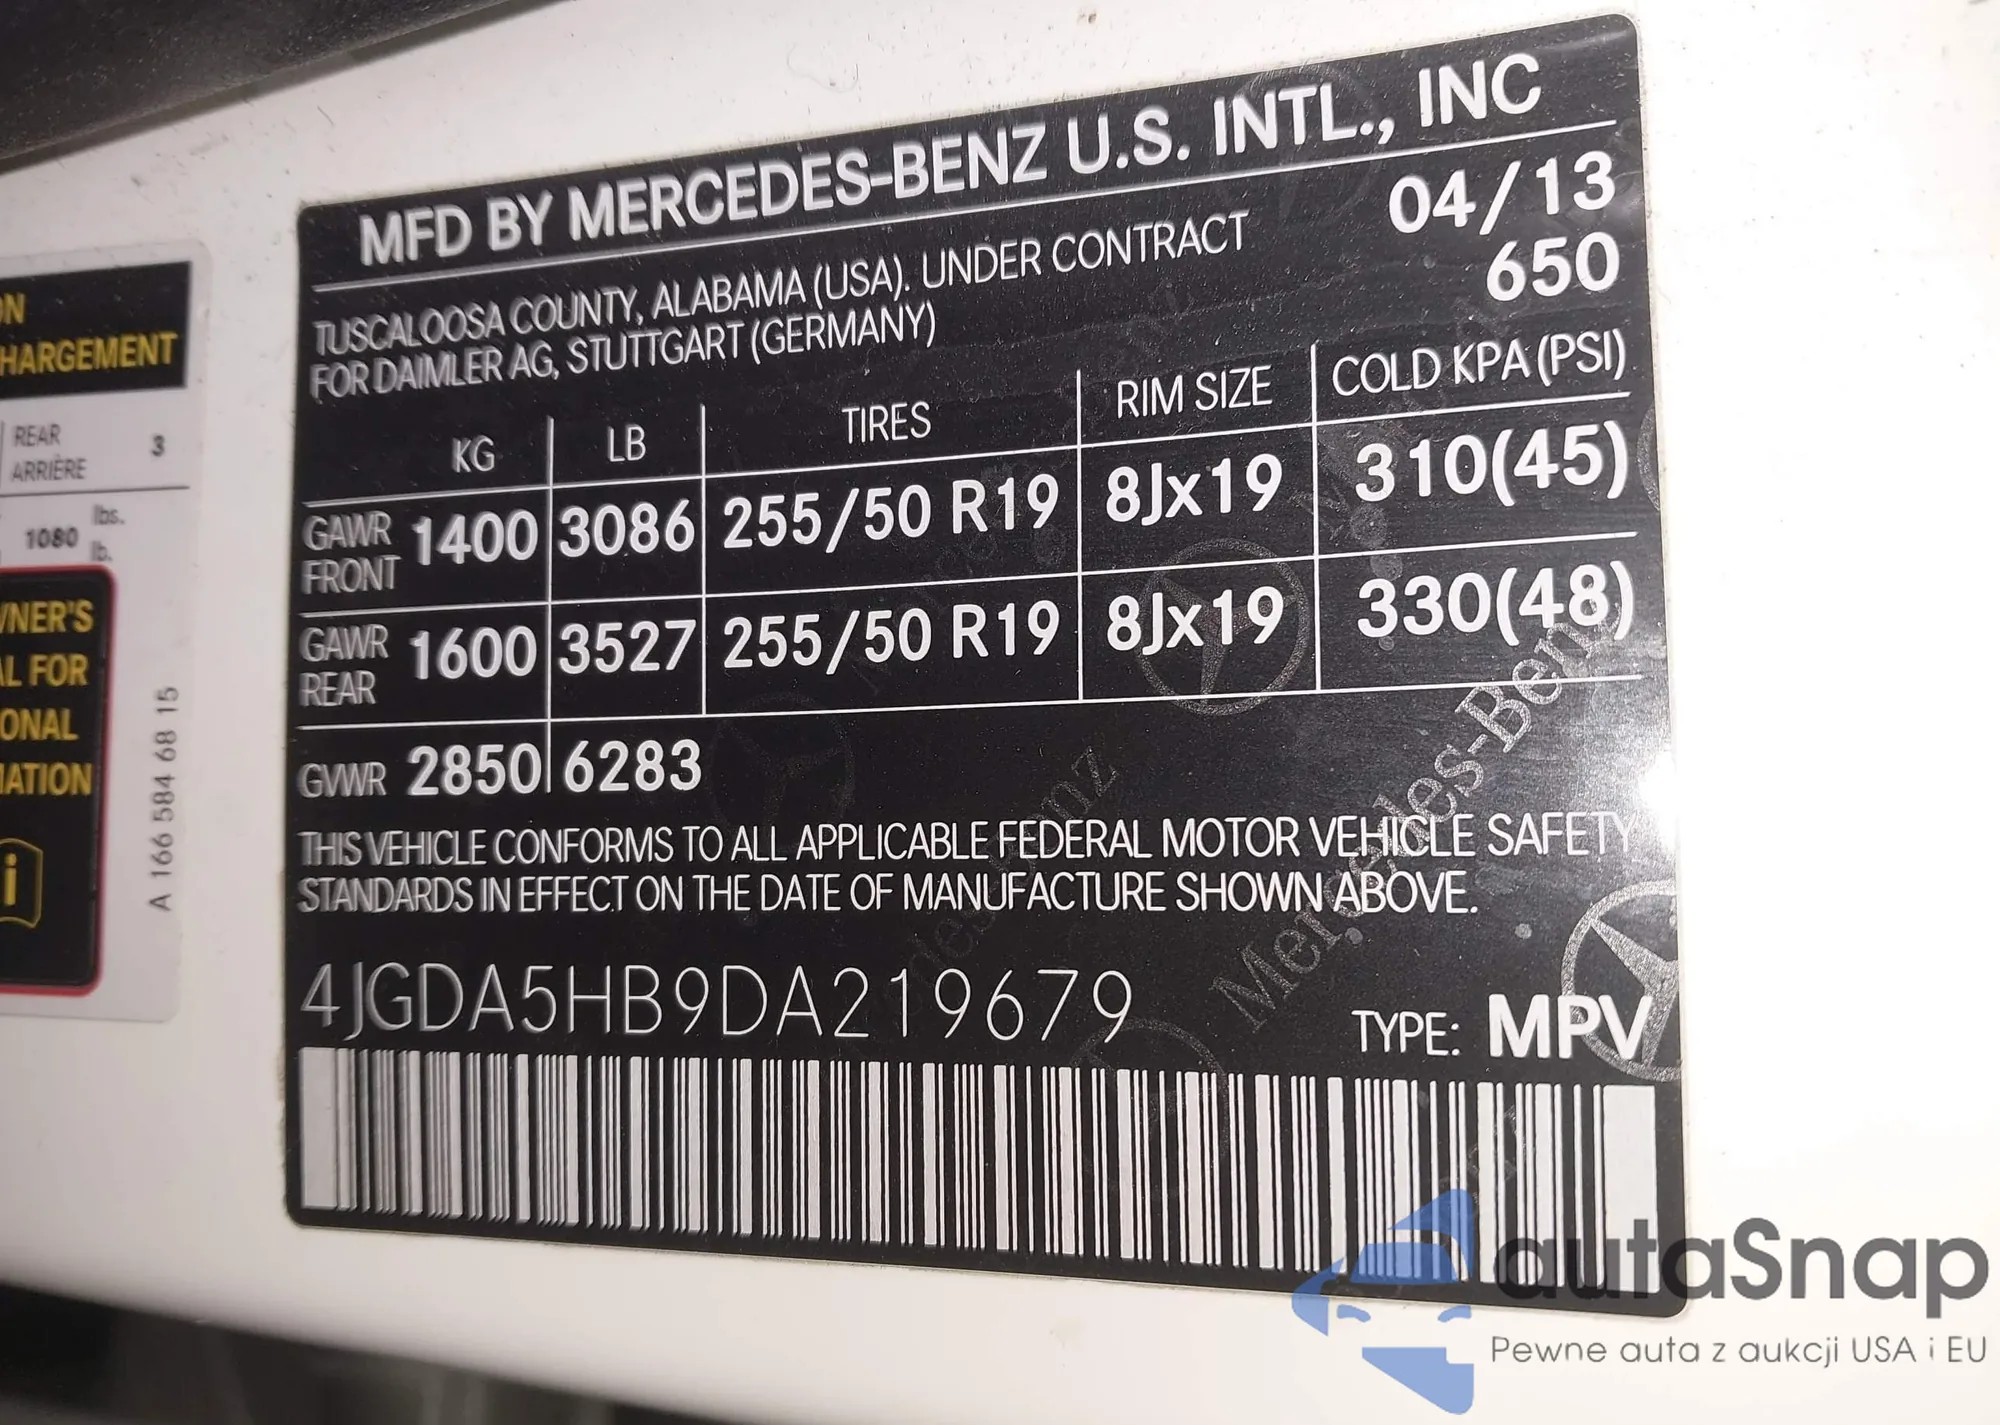 MFD BY MERCEDES-BENZ U.S. INTL., INC
TUSCALOOSA COUNTY, ALABAMA (USA). UNDER CONTRACT
FOR DAIMLER AG, STUTTGART (GERMANY)
04/13
650
KG LB TIRES RIM SIZE COLD KPA (PSI)
GAWR FRONT 1400 3086 255/50 R19 8Jx19 310(45)
GAWR REAR 1600 3527 255/50 R19 8Jx19 330(48)
GVWR 2850 6283
THIS VEHICLE CONFORMS TO ALL APPLICABLE FEDERAL MOTOR VEHICLE SAFETY
STANDARDS IN EFFECT ON THE DATE OF MANUFACTURE SHOWN ABOVE.
4JGDA5HB9DA219679
TYPE: MPV
Mercedes-Benz
REAR 3
ARRIÈRE
lbs.
1080 lb.
A 166 584 68 15
autaSnap
Pewne auta z aukcji USA i EU